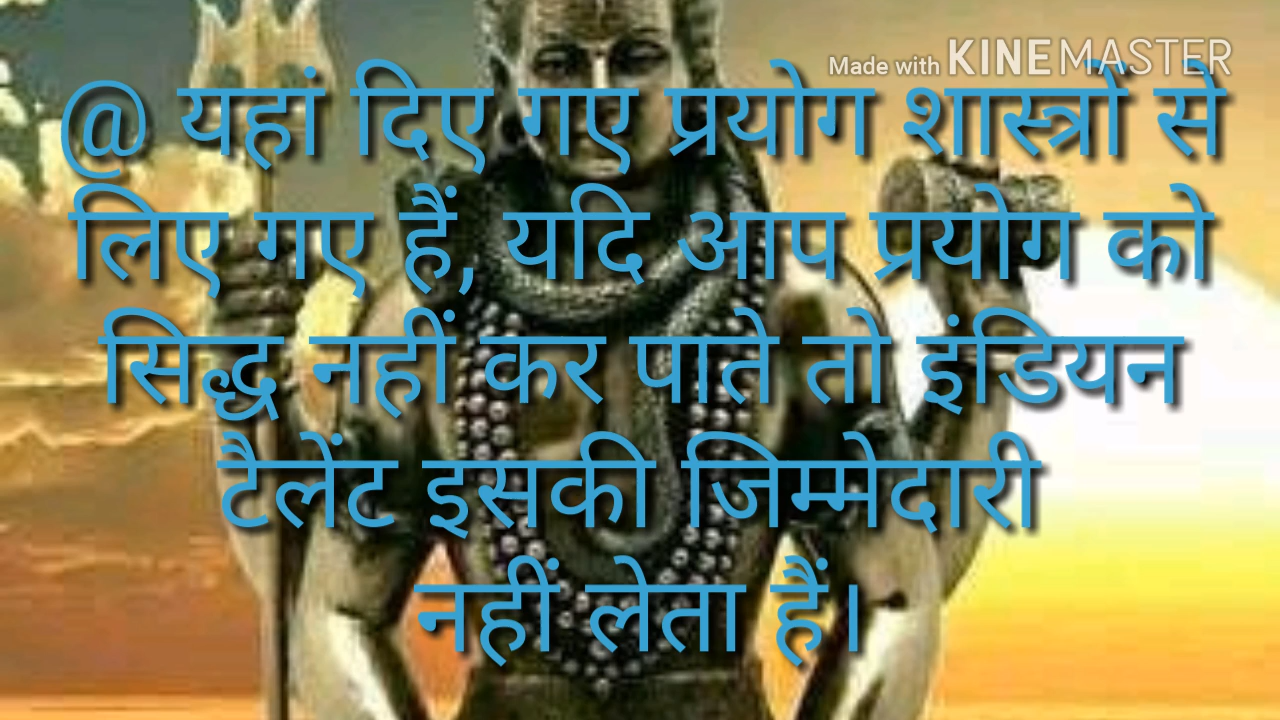 Made with KINEMASTER
@ यहां दिए गए प्रयोग शास्त्रों से
लिए गए हैं, यदि आप प्रयोग को
सिद्ध नहीं कर पाते तो इंडियन
टैलेंट इसकी जिम्मेदारी
नहीं लेता हैं।